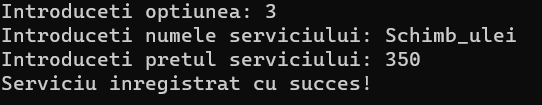 Introduceti optiunea: 3
Introduceti numele serviciului: Schimb_ulei
Introduceti pretul serviciului: 350
Serviciu inregistrat cu succes!